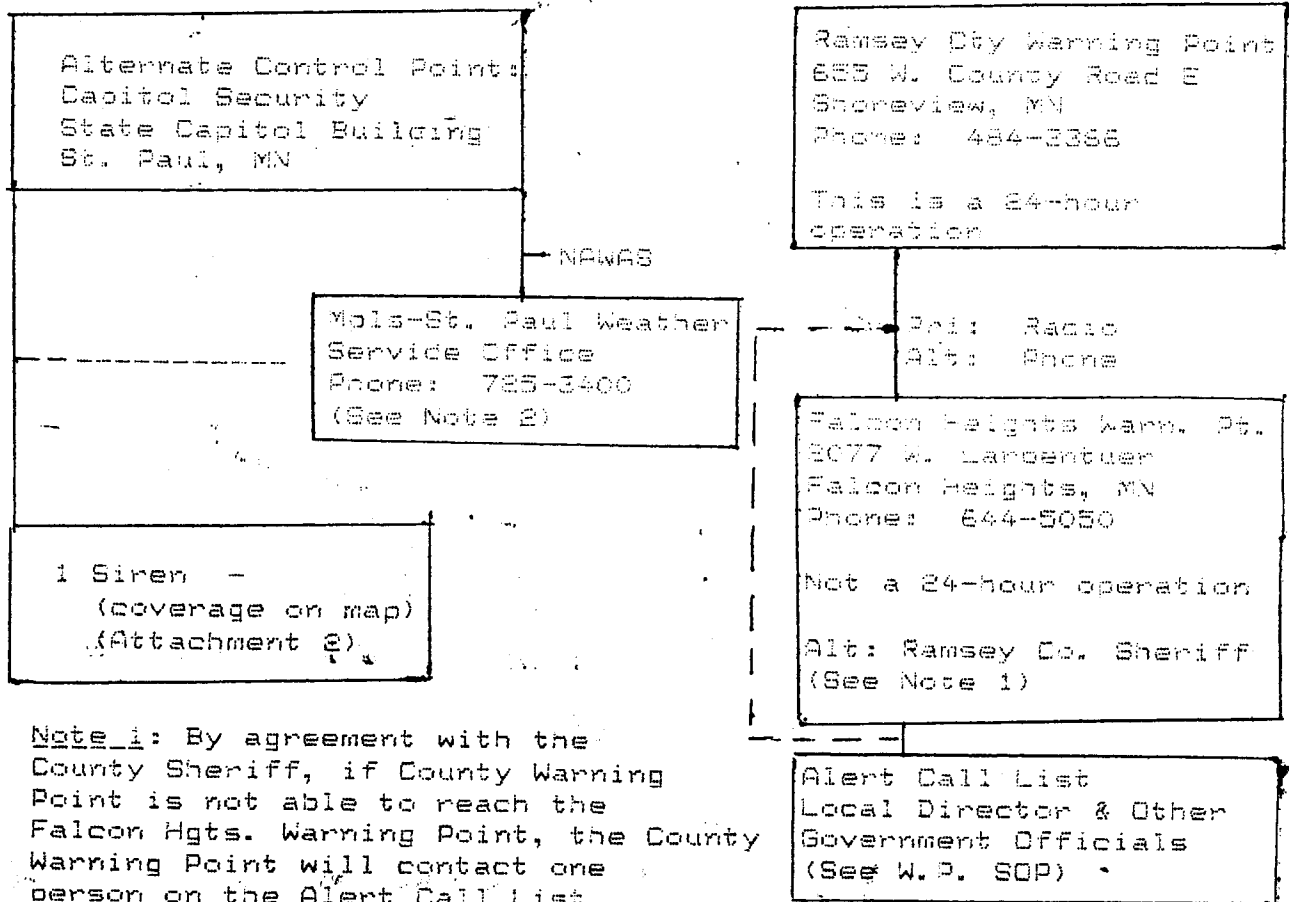 Alternate Control Point:
Capitol Security
State Capitol Building
St. Paul, MN
Ramsey Cty Warning Point
655 W. County Road E
Shoreview, MN
Phone: 484-3366
This is a 24-hour
operation
NAWAS
Mpls-St. Paul Weather
Service Office
Phone: 725-3400
(See Note 2)
Pri: Radio
Alt: Phone
Falcon Heights Warn. Pt.
2077 W. Larpentuer
Falcon Heights, MN
Phone: 644-5050
Not a 24-hour operation
Alt: Ramsey Co. Sheriff
(See Note 1)
1 Siren -
(coverage on map)
(Attachment 2)
Note 1: By agreement with the
County Sheriff, if County Warning
Point is not able to reach the
Falcon Hgts. Warning Point, the County
Warning Point will contact one
person on the Alert Call List
Alert Call List
Local Director & Other
Government Officials
(See W.P. SOP)